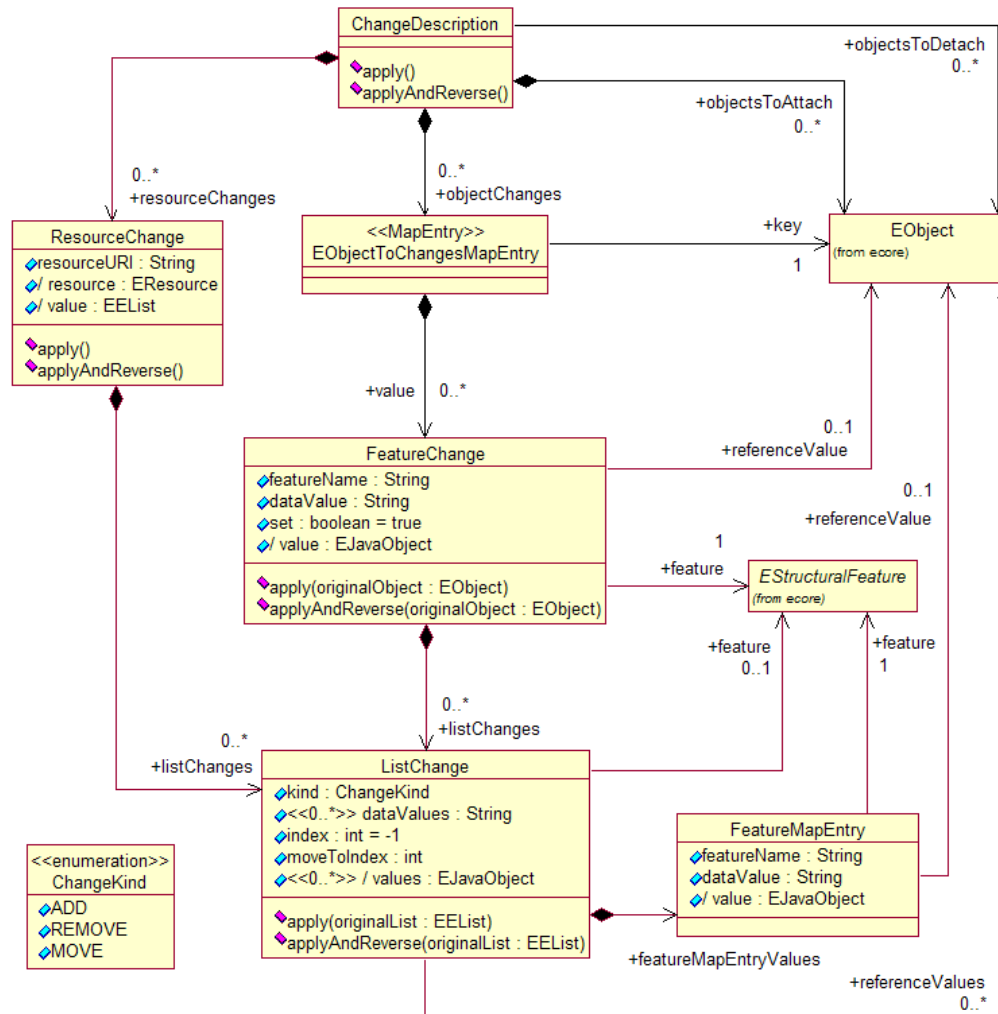 ChangeDescription
apply()
applyAndReverse()
+objectsToDetach
0..*
+objectsToAttach
0..*
0..*
+resourceChanges
0..*
+objectChanges
ResourceChange
resourceURI : String
/ resource : EResource
/ value : EEList
apply()
applyAndReverse()
<<MapEntry>>
EObjectToChangesMapEntry
+key
1
EObject
(from ecore)
+value
0..*
0..1
+referenceValue
FeatureChange
featureName : String
dataValue : String
set : boolean = true
/ value : EJavaObject
apply(originalObject : EObject)
applyAndReverse(originalObject : EObject)
0..1
+referenceValue
1
+feature
EStructuralFeature
(from ecore)
+feature
0..1
+feature
1
0..*
+listChanges
0..*
+listChanges
ListChange
kind : ChangeKind
<<0..*>> dataValues : String
index : int = -1
moveToIndex : int
<<0..*>> / values : EJavaObject
apply(originalList : EEList)
applyAndReverse(originalList : EEList)
FeatureMapEntry
featureName : String
dataValue : String
/ value : EJavaObject
<<enumeration>>
ChangeKind
ADD
REMOVE
MOVE
+featureMapEntryValues
+referenceValues
0..*